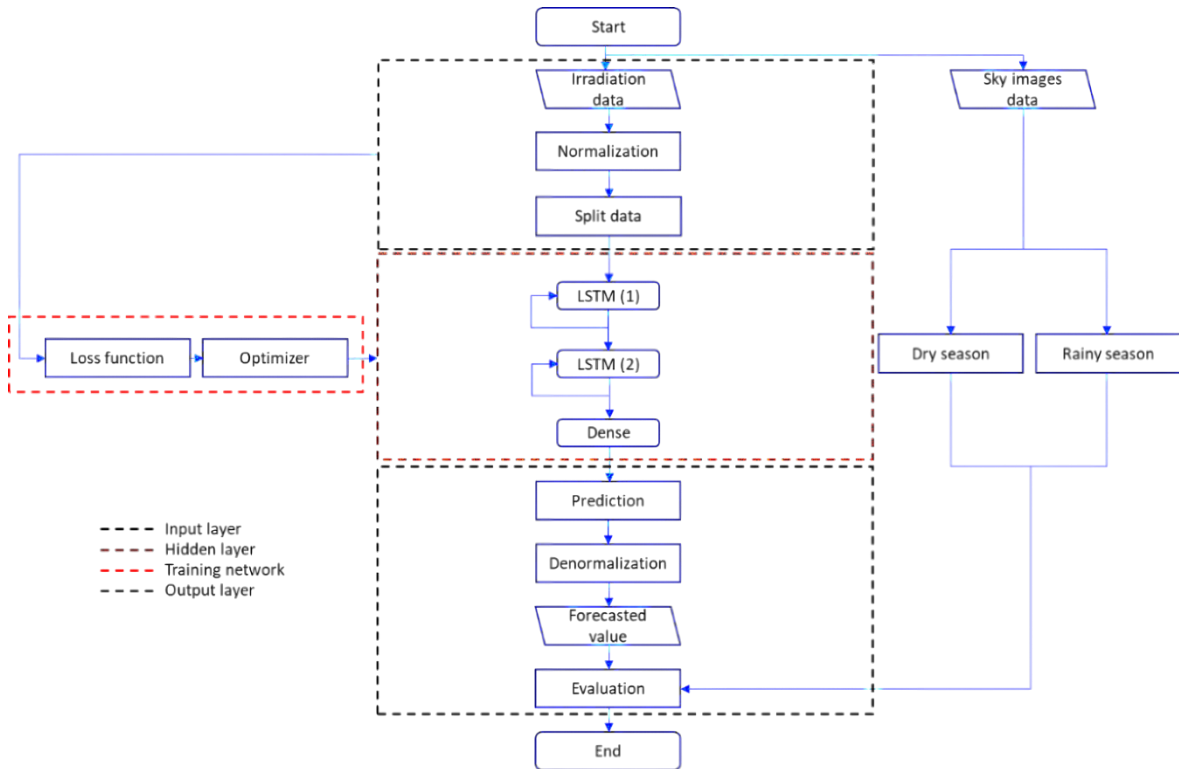 Start
Irradiation
data
Sky images
data
Normalization
Split data
LSTM (1)
Loss function
Optimizer
LSTM (2)
Dry season
Rainy season
Dense
Prediction
Input layer
Hidden layer
Training network
Output layer
Denormalization
Forecasted
value
Evaluation
End